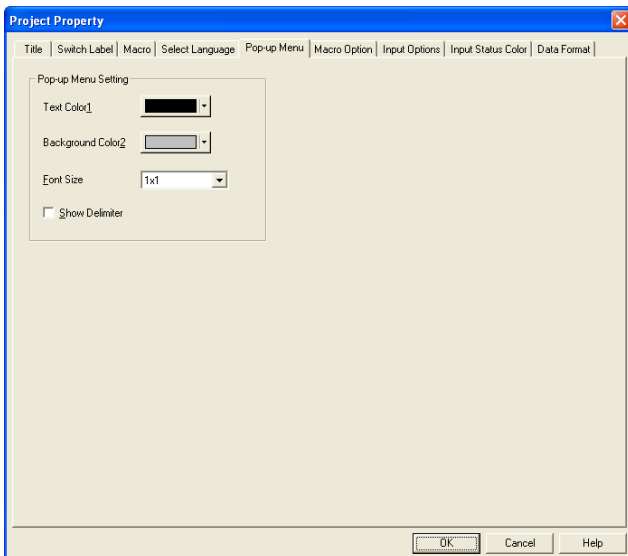 Project Property
Title Switch Label Macro Select Language Pop-up Menu Macro Option Input Options Input Status Color Data Format
Pop-up Menu Setting
Text Color1
Background Color2
Font Size 1x1
Show Delimiter
OK Cancel Help